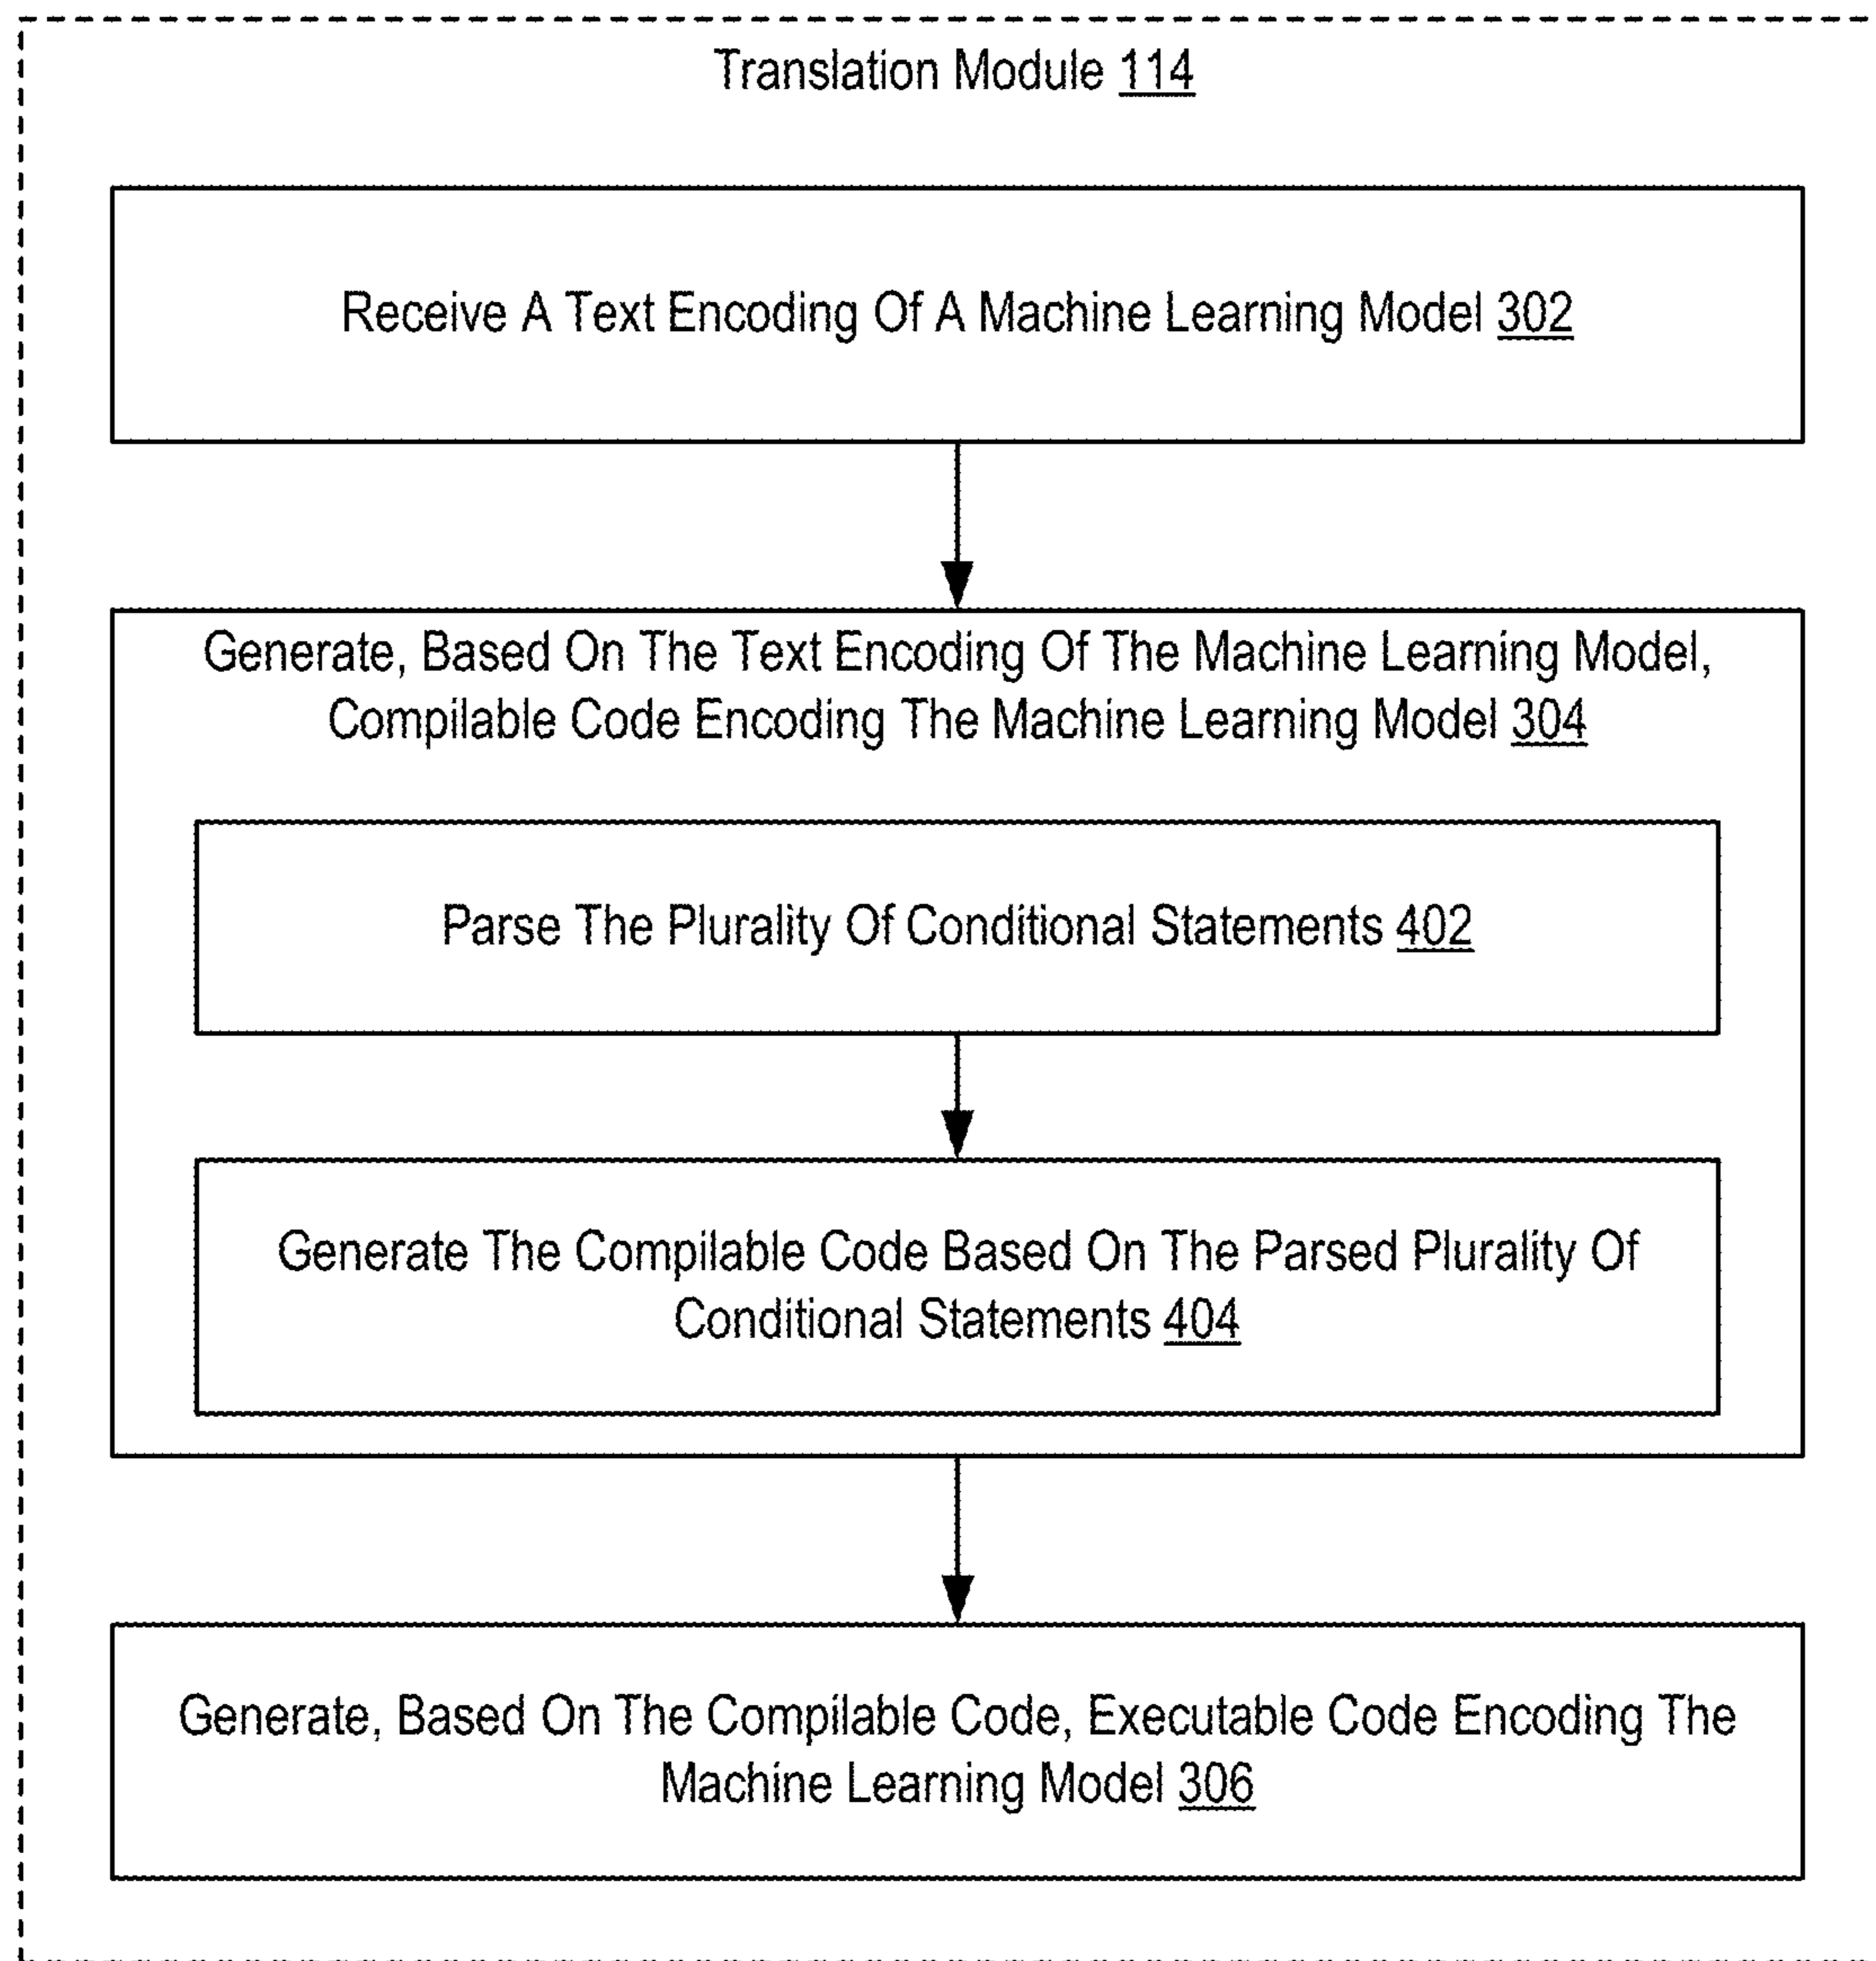 Translation Module 114
Receive A Text Encoding Of A Machine Learning Model 302
Generate, Based On The Text Encoding Of The Machine Learning Model,
Compilable Code Encoding The Machine Learning Model 304
Parse The Plurality Of Conditional Statements 402
Generate The Compilable Code Based On The Parsed Plurality Of
Conditional Statements 404
Generate, Based On The Compilable Code, Executable Code Encoding The
Machine Learning Model 306